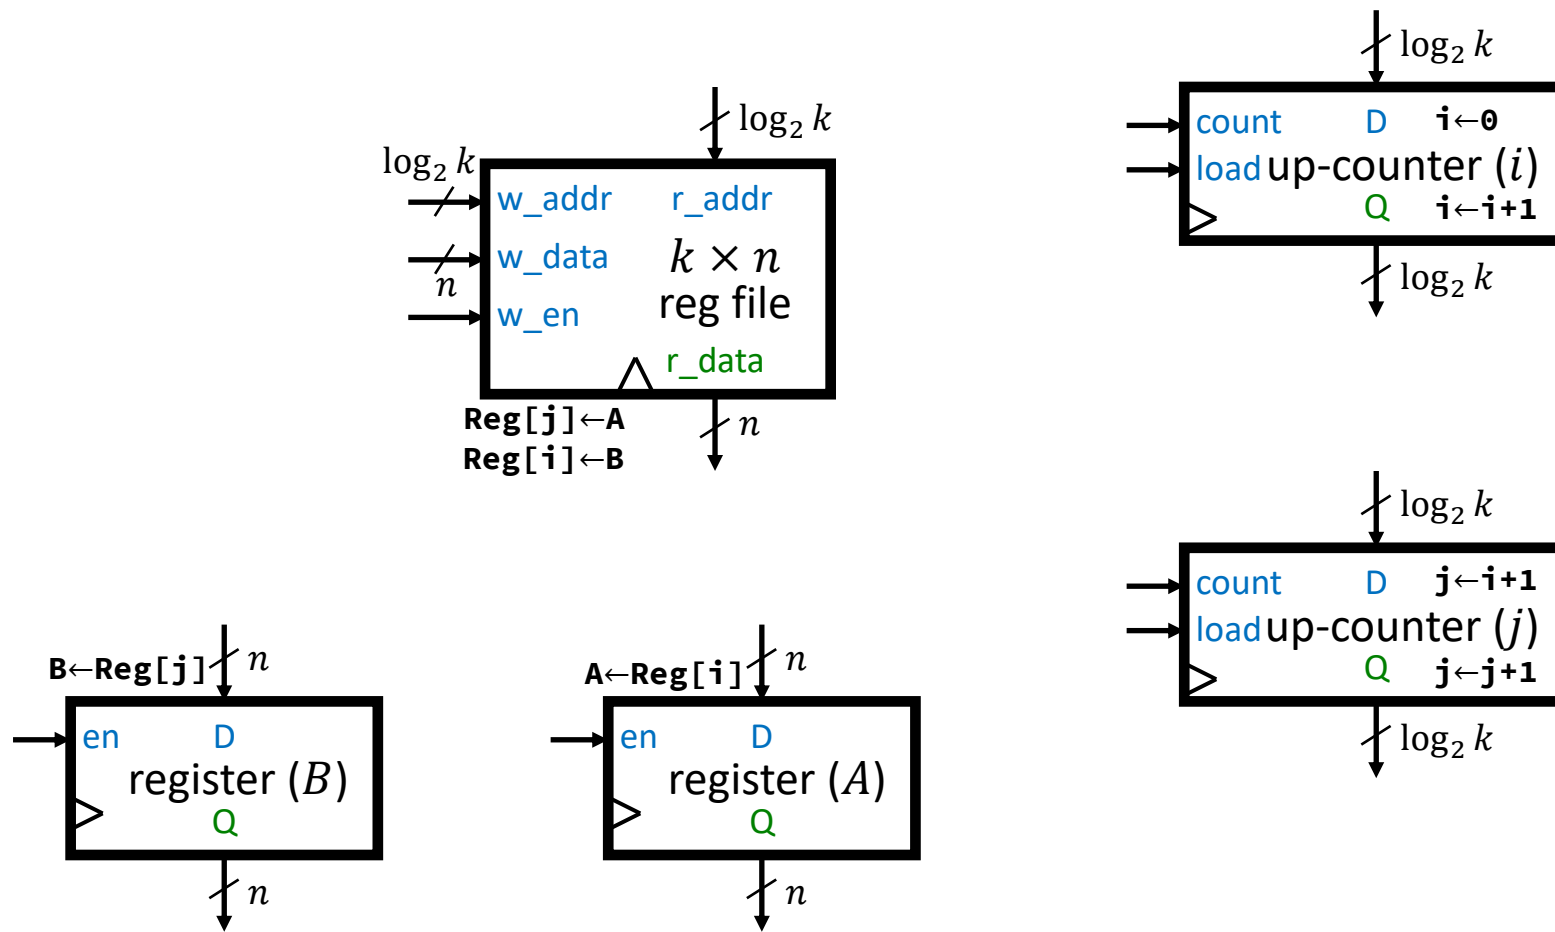 log₂ k
log₂ k
w_addr
w_data
n
w_en
r_addr
k × n
reg file
r_data
Reg[j]←A
Reg[i]←B
n
log₂ k
count D i←0
load up-counter (i)
Q i←i+1
log₂ k
log₂ k
count D j←i+1
load up-counter (j)
Q j←j+1
log₂ k
B←Reg[j] n
en D
register (B)
Q
n
A←Reg[i] n
en D
register (A)
Q
n